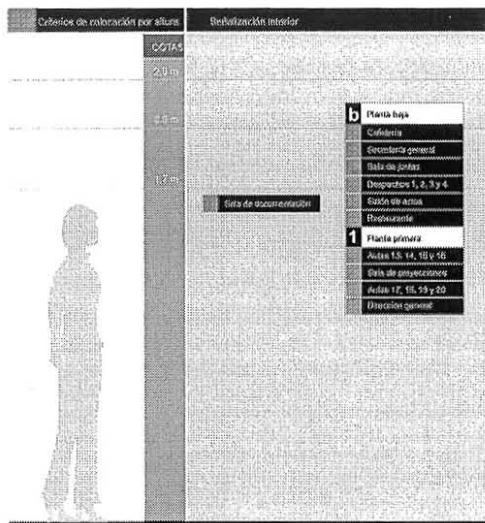 Criterios de colocación por altura
Señalización interior
COTAS
2,0 m
1,7 m
Sala de documentación
b Planta baja
Cafetería
Secretaría general
Sala de juntas
Despachos 1, 2, 3 y 4
Salón de actos
Restaurante
1 Planta primera
Aulas 13, 14, 15 y 16
Sala de proyecciones
Aulas 17, 18, 19 y 20
Dirección general